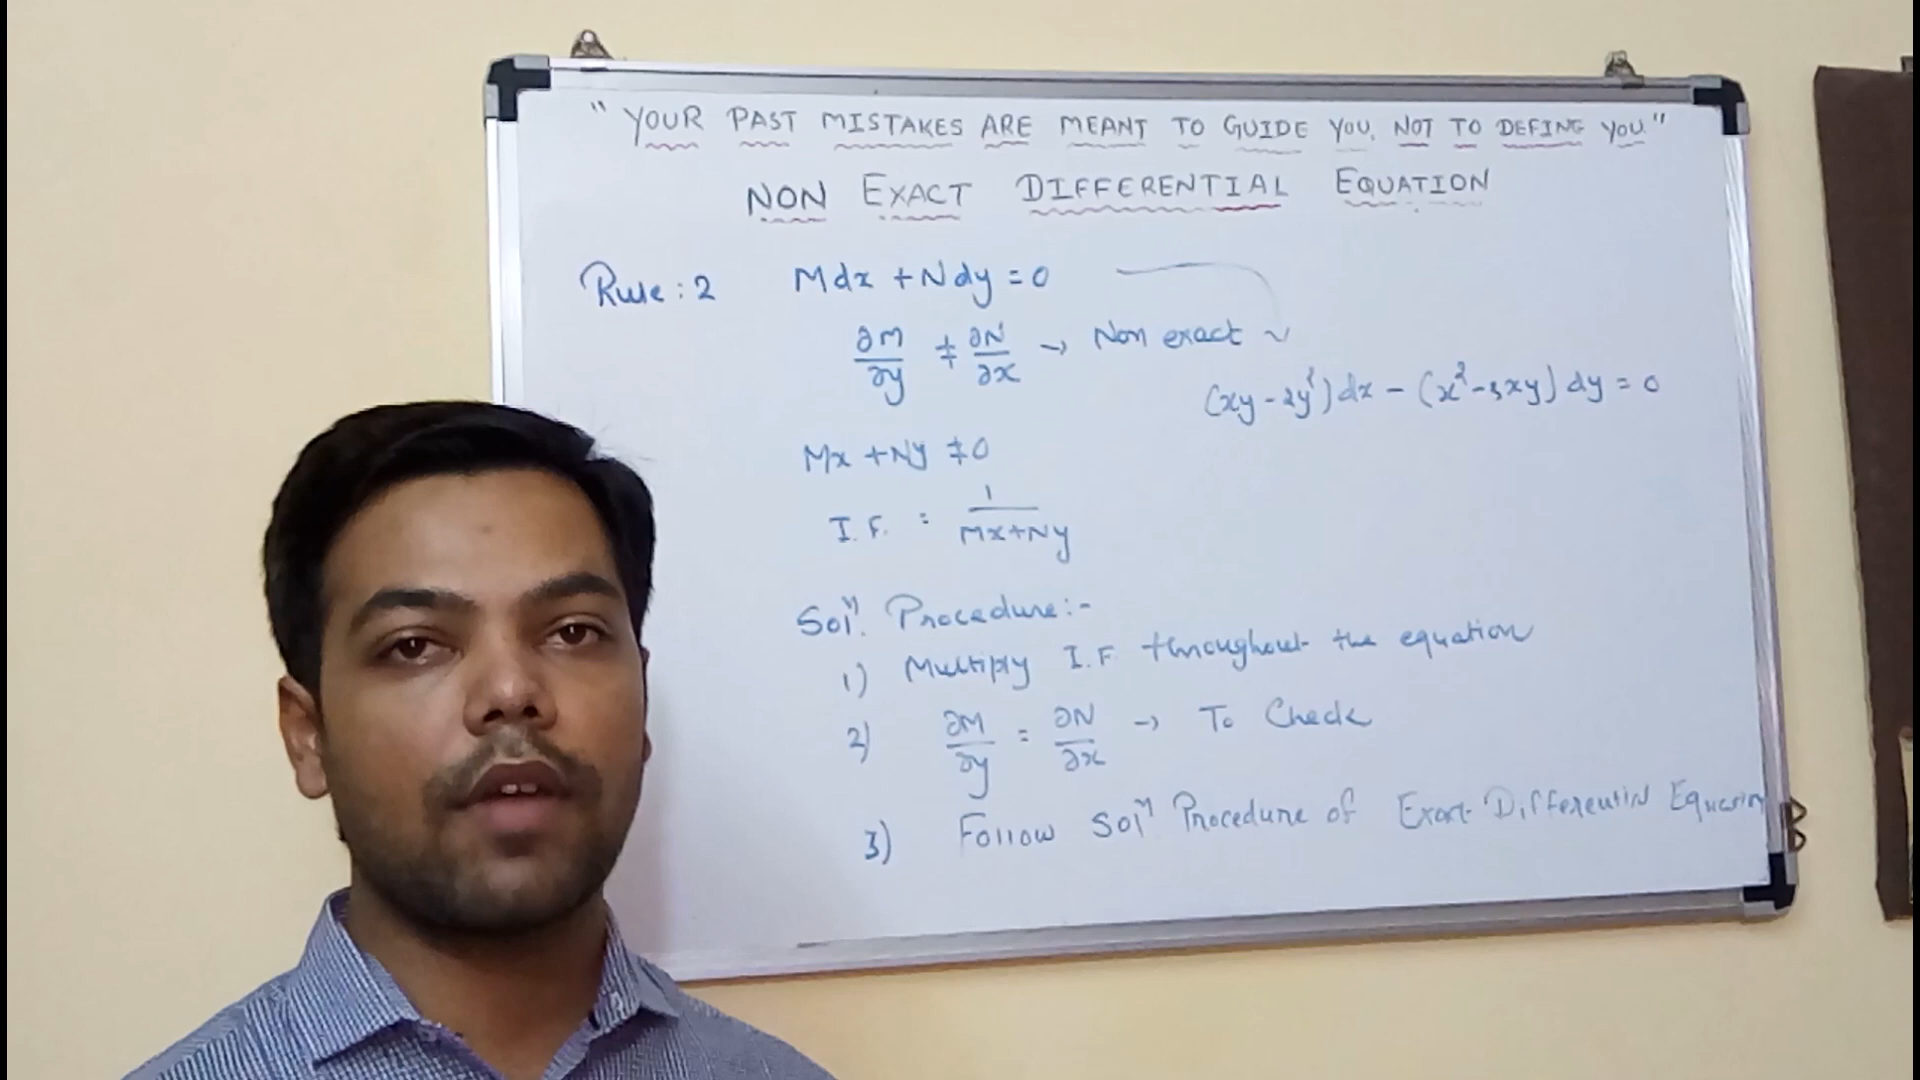 "YOUR PAST MISTAKES ARE MEANT TO GUIDE YOU, NOT TO DEFINE YOU"
NON EXACT DIFFERENTIAL EQUATION
Rule: 2 Mdx + Ndy = 0
∂M/∂y ≠ ∂N/∂x → Non exact
(xy - 2y²) dx - (x² - 3xy) dy = 0
Mx + Ny ≠ 0
I.F. = 1/(Mx+Ny)
Solⁿ. Procedure:-
1) Multiply I.F throughout the equation
2) ∂M/∂y = ∂N/∂x → To Check
3) Follow Solⁿ Procedure of Exact Differential Equation